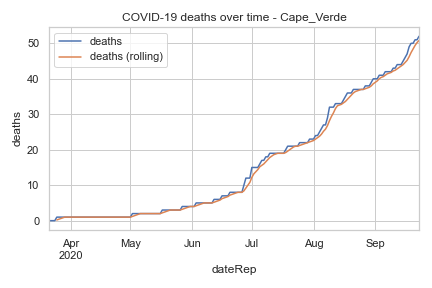 COVID-19 deaths over time - Cape_Verde
deaths
deaths (rolling)
deaths
50
40
30
20
10
0
Apr May Jun Jul Aug Sep
2020
dateRep